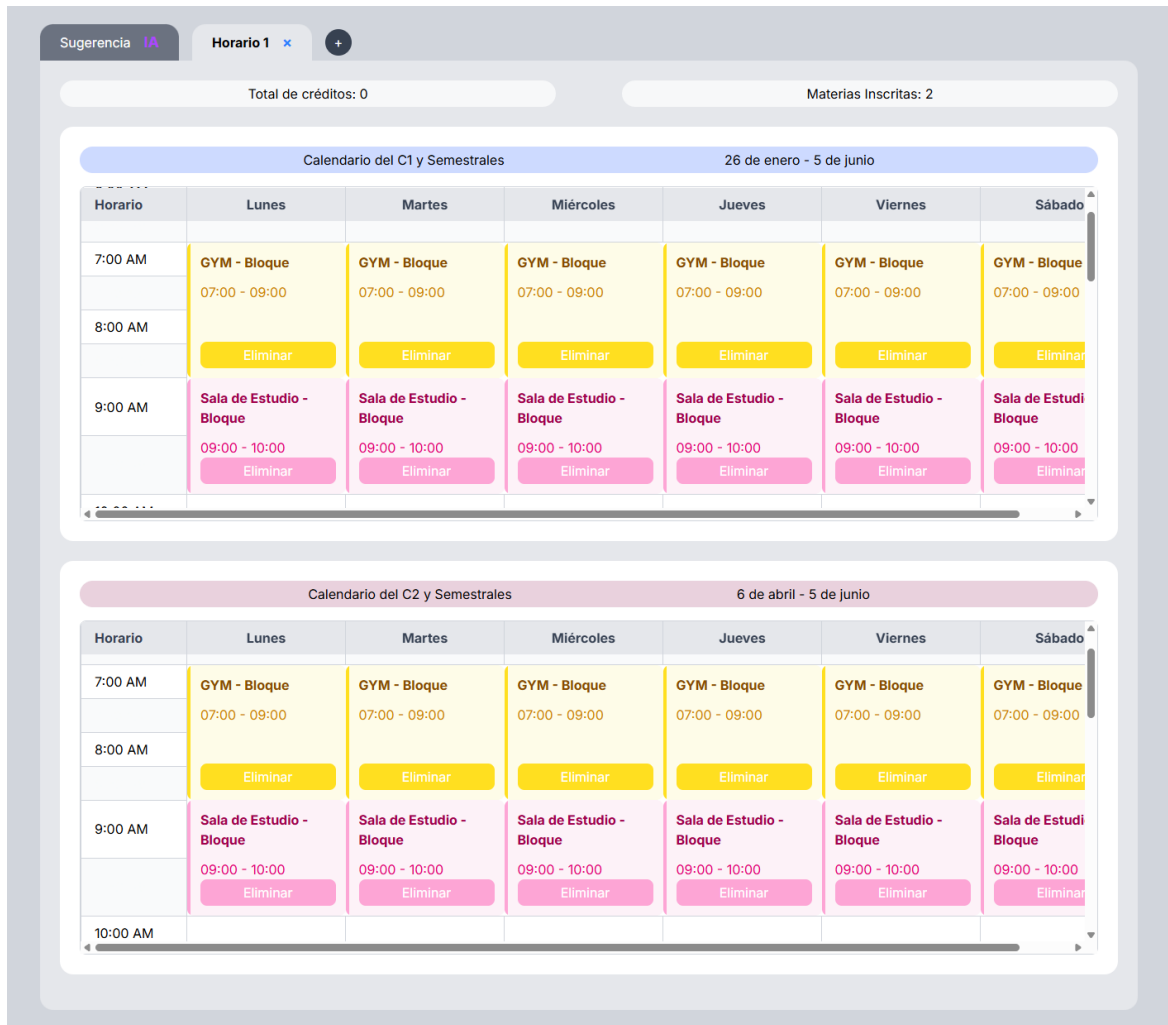 Sugerencia IA Horario 1 × +
Total de créditos: 0 Materias Inscritas: 2
Calendario del C1 y Semestrales 26 de enero - 5 de junio
Horario Lunes Martes Miércoles Jueves Viernes Sábado
7:00 AM GYM - Bloque GYM - Bloque GYM - Bloque GYM - Bloque GYM - Bloque GYM - Bloque
07:00 - 09:00 07:00 - 09:00 07:00 - 09:00 07:00 - 09:00 07:00 - 09:00 07:00 - 09:00
8:00 AM
Eliminar Eliminar Eliminar Eliminar Eliminar Eliminar
Sala de Estudio - Sala de Estudio - Sala de Estudio - Sala de Estudio - Sala de Estudio - Sala de Estudi
9:00 AM Bloque Bloque Bloque Bloque Bloque Bloque
09:00 - 10:00 09:00 - 10:00 09:00 - 10:00 09:00 - 10:00 09:00 - 10:00 09:00 - 10:00
Eliminar Eliminar Eliminar Eliminar Eliminar Eliminar
Calendario del C2 y Semestrales 6 de abril - 5 de junio
Horario Lunes Martes Miércoles Jueves Viernes Sábado
7:00 AM GYM - Bloque GYM - Bloque GYM - Bloque GYM - Bloque GYM - Bloque GYM - Bloque
07:00 - 09:00 07:00 - 09:00 07:00 - 09:00 07:00 - 09:00 07:00 - 09:00 07:00 - 09:00
8:00 AM
Eliminar Eliminar Eliminar Eliminar Eliminar Eliminar
Sala de Estudio - Sala de Estudio - Sala de Estudio - Sala de Estudio - Sala de Estudio - Sala de Estudi
9:00 AM Bloque Bloque Bloque Bloque Bloque Bloque
09:00 - 10:00 09:00 - 10:00 09:00 - 10:00 09:00 - 10:00 09:00 - 10:00 09:00 - 10:00
Eliminar Eliminar Eliminar Eliminar Eliminar Eliminar
10:00 AM